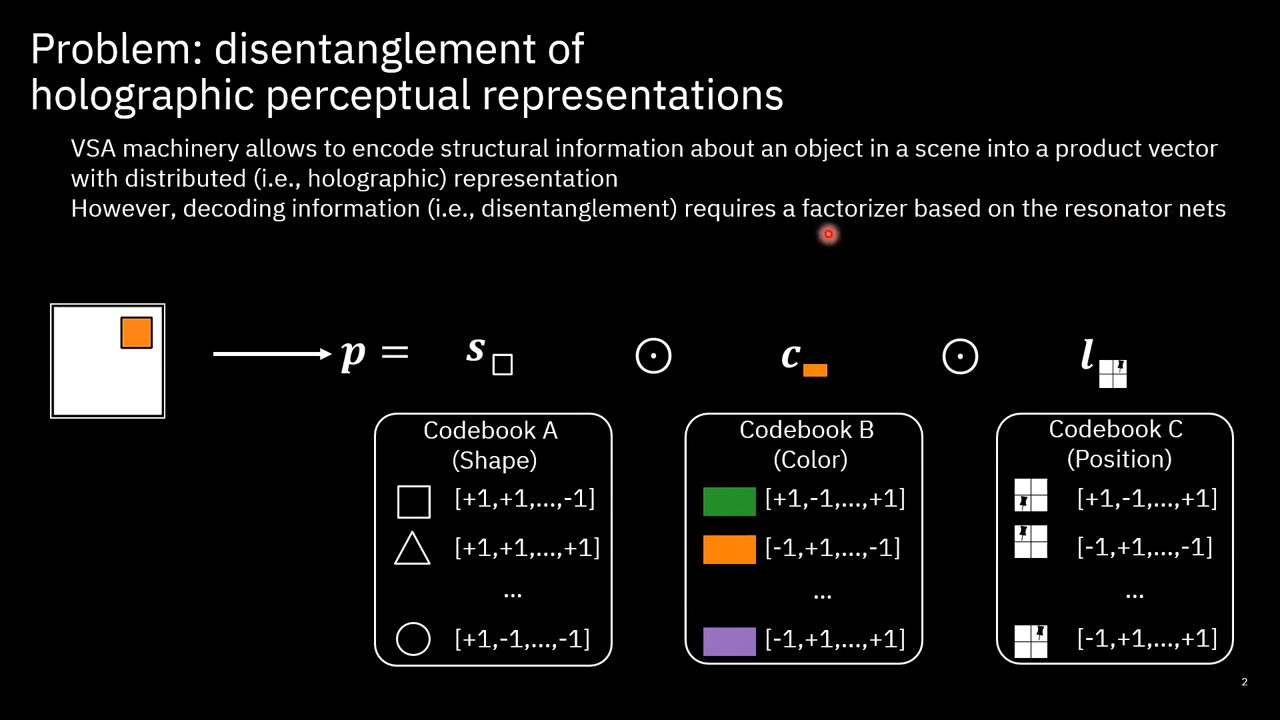 Problem: disentanglement of
holographic perceptual representations
VSA machinery allows to encode structural information about an object in a scene into a product vector
with distributed (i.e., holographic) representation
However, decoding information (i.e., disentanglement) requires a factorizer based on the resonator nets
p = s ⊙ c ⊙ l
Codebook A
(Shape)
[+1,+1,...,-1]
[+1,+1,...,+1]
...
[+1,-1,...,-1]
Codebook B
(Color)
[+1,-1,...,+1]
[-1,+1,...,-1]
...
[-1,+1,...,+1]
Codebook C
(Position)
[+1,-1,...,+1]
[-1,+1,...,-1]
...
[-1,+1,...,+1]
2